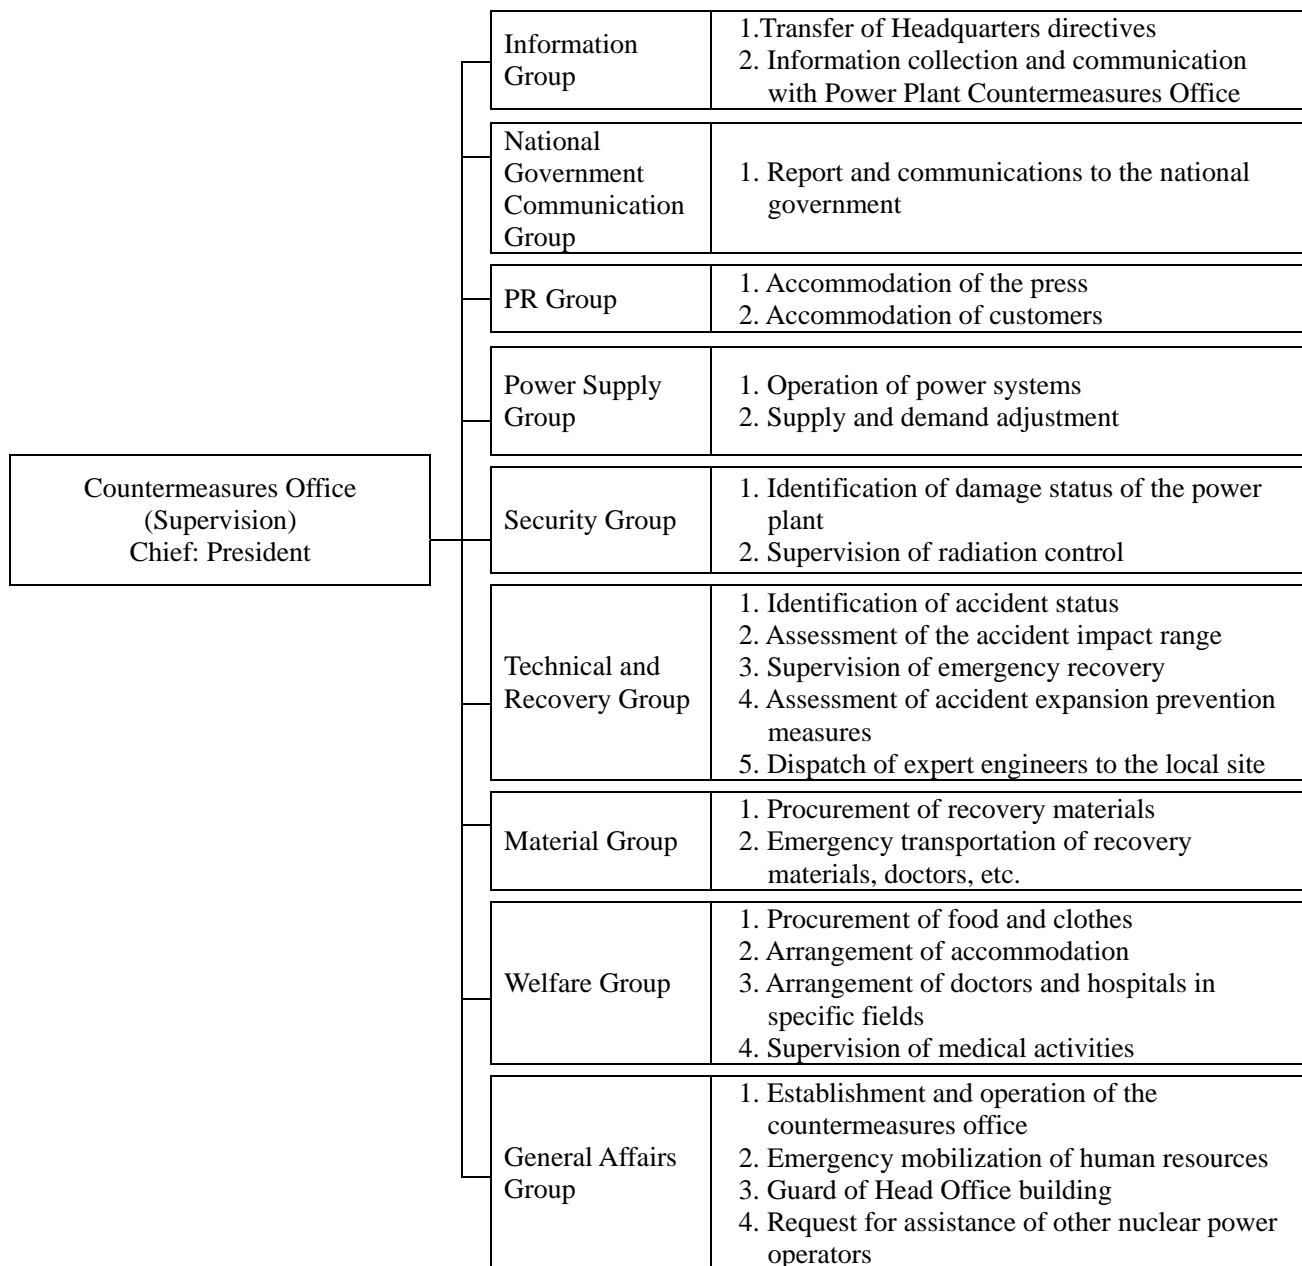 Information
Group
1.Transfer of Headquarters directives
2. Information collection and communication
with Power Plant Countermeasures Office
National
Government
Communication
Group
1. Report and communications to the national
government
PR Group
1. Accommodation of the press
2. Accommodation of customers
Power Supply
Group
1. Operation of power systems
2. Supply and demand adjustment
Countermeasures Office
(Supervision)
Chief: President
Security Group
1. Identification of damage status of the power
plant
2. Supervision of radiation control
Technical and
Recovery Group
1. Identification of accident status
2. Assessment of the accident impact range
3. Supervision of emergency recovery
4. Assessment of accident expansion prevention
measures
5. Dispatch of expert engineers to the local site
Material Group
1. Procurement of recovery materials
2. Emergency transportation of recovery
materials, doctors, etc.
Welfare Group
1. Procurement of food and clothes
2. Arrangement of accommodation
3. Arrangement of doctors and hospitals in
specific fields
4. Supervision of medical activities
General Affairs
Group
1. Establishment and operation of the
countermeasures office
2. Emergency mobilization of human resources
3. Guard of Head Office building
4. Request for assistance of other nuclear power
operators